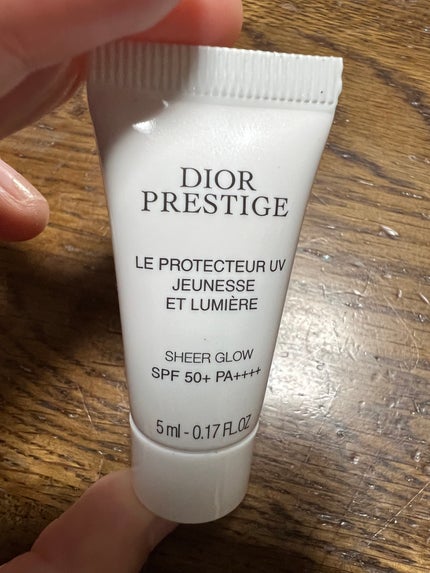 DIOR
PRESTIGE
LE PROTECTEUR UV
JEUNESSE
ET LUMIÈRE
SHEER GLOW
SPF 50+ PA++++
5 ml - 0.17 FL.OZ